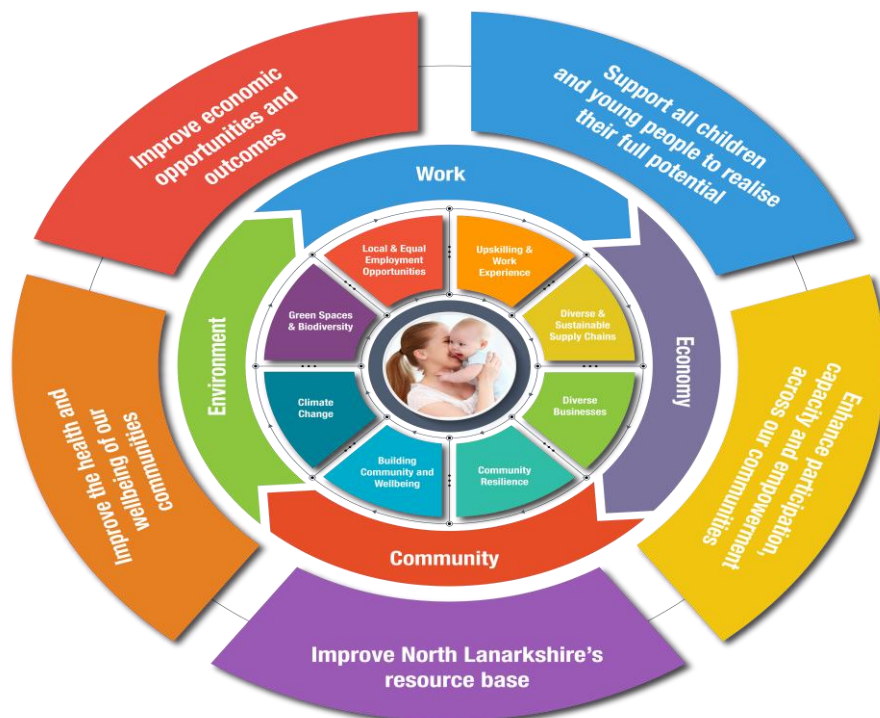 Improve economic
opportunities and
outcomes
Support all children
and young people to realise
their full potential
Enhance participation,
capacity and empowerment
across our communities
Improve North Lanarkshire's
resource base
Improve the health and
wellbeing of our
communities
Work
Economy
Community
Environment
Local & Equal
Employment
Opportunities
Upskilling &
Work
Experience
Diverse &
Sustainable
Supply Chains
Diverse
Businesses
Community
Resilience
Building
Community and
Wellbeing
Climate
Change
Green Spaces
& Biodiversity